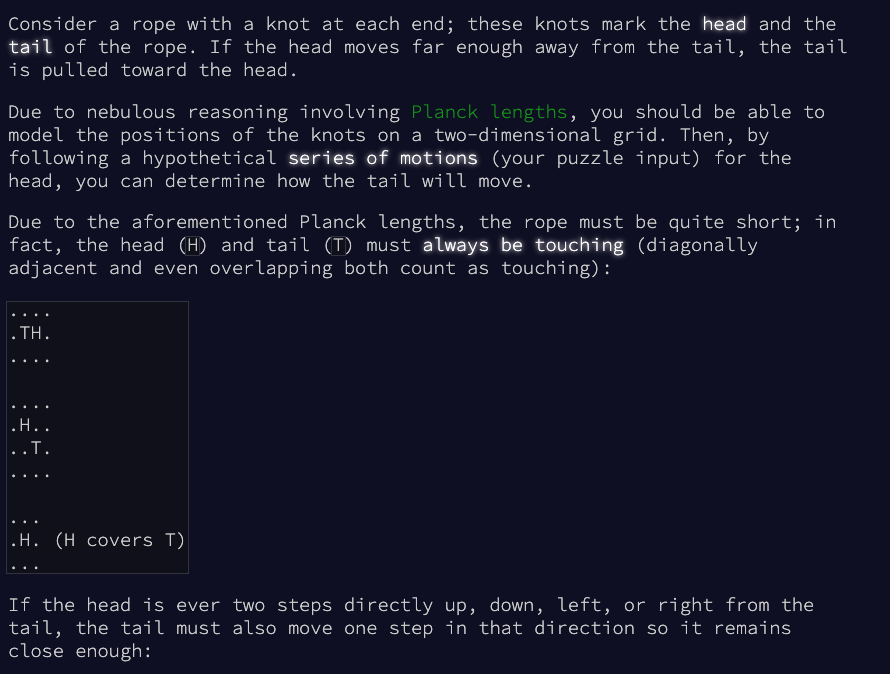 Consider a rope with a knot at each end; these knots mark the head and the
tail of the rope. If the head moves far enough away from the tail, the tail
is pulled toward the head.
Due to nebulous reasoning involving Planck lengths, you should be able to
model the positions of the knots on a two-dimensional grid. Then, by
following a hypothetical series of motions (your puzzle input) for the
head, you can determine how the tail will move.
Due to the aforementioned Planck lengths, the rope must be quite short; in
fact, the head (H) and tail (T) must always be touching (diagonally
adjacent and even overlapping both count as touching):
....
.TH.
....
....
.H..
..T.
....
...
.H. (H covers T)
...
If the head is ever two steps directly up, down, left, or right from the
tail, the tail must also move one step in that direction so it remains
close enough: